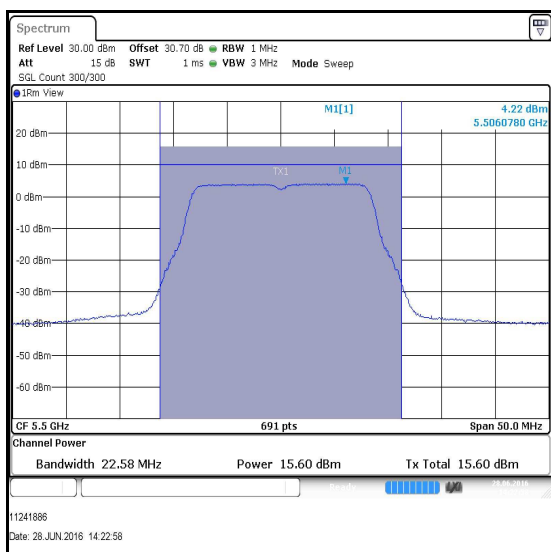 Spectrum
Ref Level 30.00 dBm Offset 30.70 dB RBW 1 MHz
Att 15 dB SWT 1 ms VBW 3 MHz Mode Sweep
SGL Count 300/300
1Rm View
M1[1] 4.22 dBm
5.5060780 GHz
20 dBm
10 dBm
TX1 M1
0 dBm
-10 dBm
-20 dBm
-30 dBm
-40 dBm
-50 dBm
-60 dBm
CF 5.5 GHz 691 pts Span 50.0 MHz
Channel Power
Bandwidth 22.58 MHz Power 15.60 dBm Tx Total 15.60 dBm
Ready 28.06.2016
11241886
Date: 28.JUN.2016 14:22:58